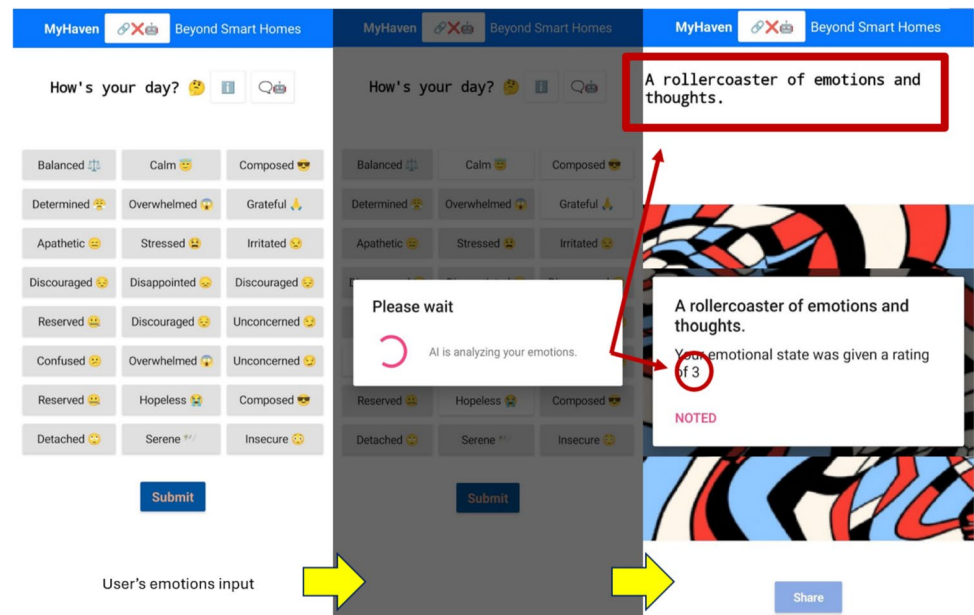 MyHaven 🔗❌🤖 Beyond Smart Homes
How's your day? 🤔 ℹ️ 🗨🤖
Balanced ⚖️ Calm 😇 Composed 😎
Determined 😤 Overwhelmed 😱 Grateful 🙏
Apathetic 😑 Stressed 😫 Irritated 😒
Discouraged 😔 Disappointed 😞 Discouraged 😔
Reserved 🤐 Discouraged 😔 Unconcerned 😏
Confused 😕 Overwhelmed 😱 Unconcerned 😏
Reserved 🤐 Hopeless 😭 Composed 😎
Detached 🙄 Serene 🕊️ Insecure 😳
Submit
User's emotions input
MyHaven 🔗❌🤖 Beyond Smart Homes
How's your day? 🤔 ℹ️ 🗨🤖
Balanced ⚖️ Calm 😇 Composed 😎
Determined 😤 Overwhelmed 😱 Grateful 🙏
Apathetic 😑 Stressed 😫 Irritated 😒
Please wait
AI is analyzing your emotions.
Reserved 🤐 Hopeless 😭 Composed 😎
Detached 🙄 Serene 🕊️ Insecure 😳
Submit
MyHaven 🔗❌🤖 Beyond Smart Homes
A rollercoaster of emotions and
thoughts.
A rollercoaster of emotions and
thoughts.
Your emotional state was given a rating
of 3
NOTED
Share